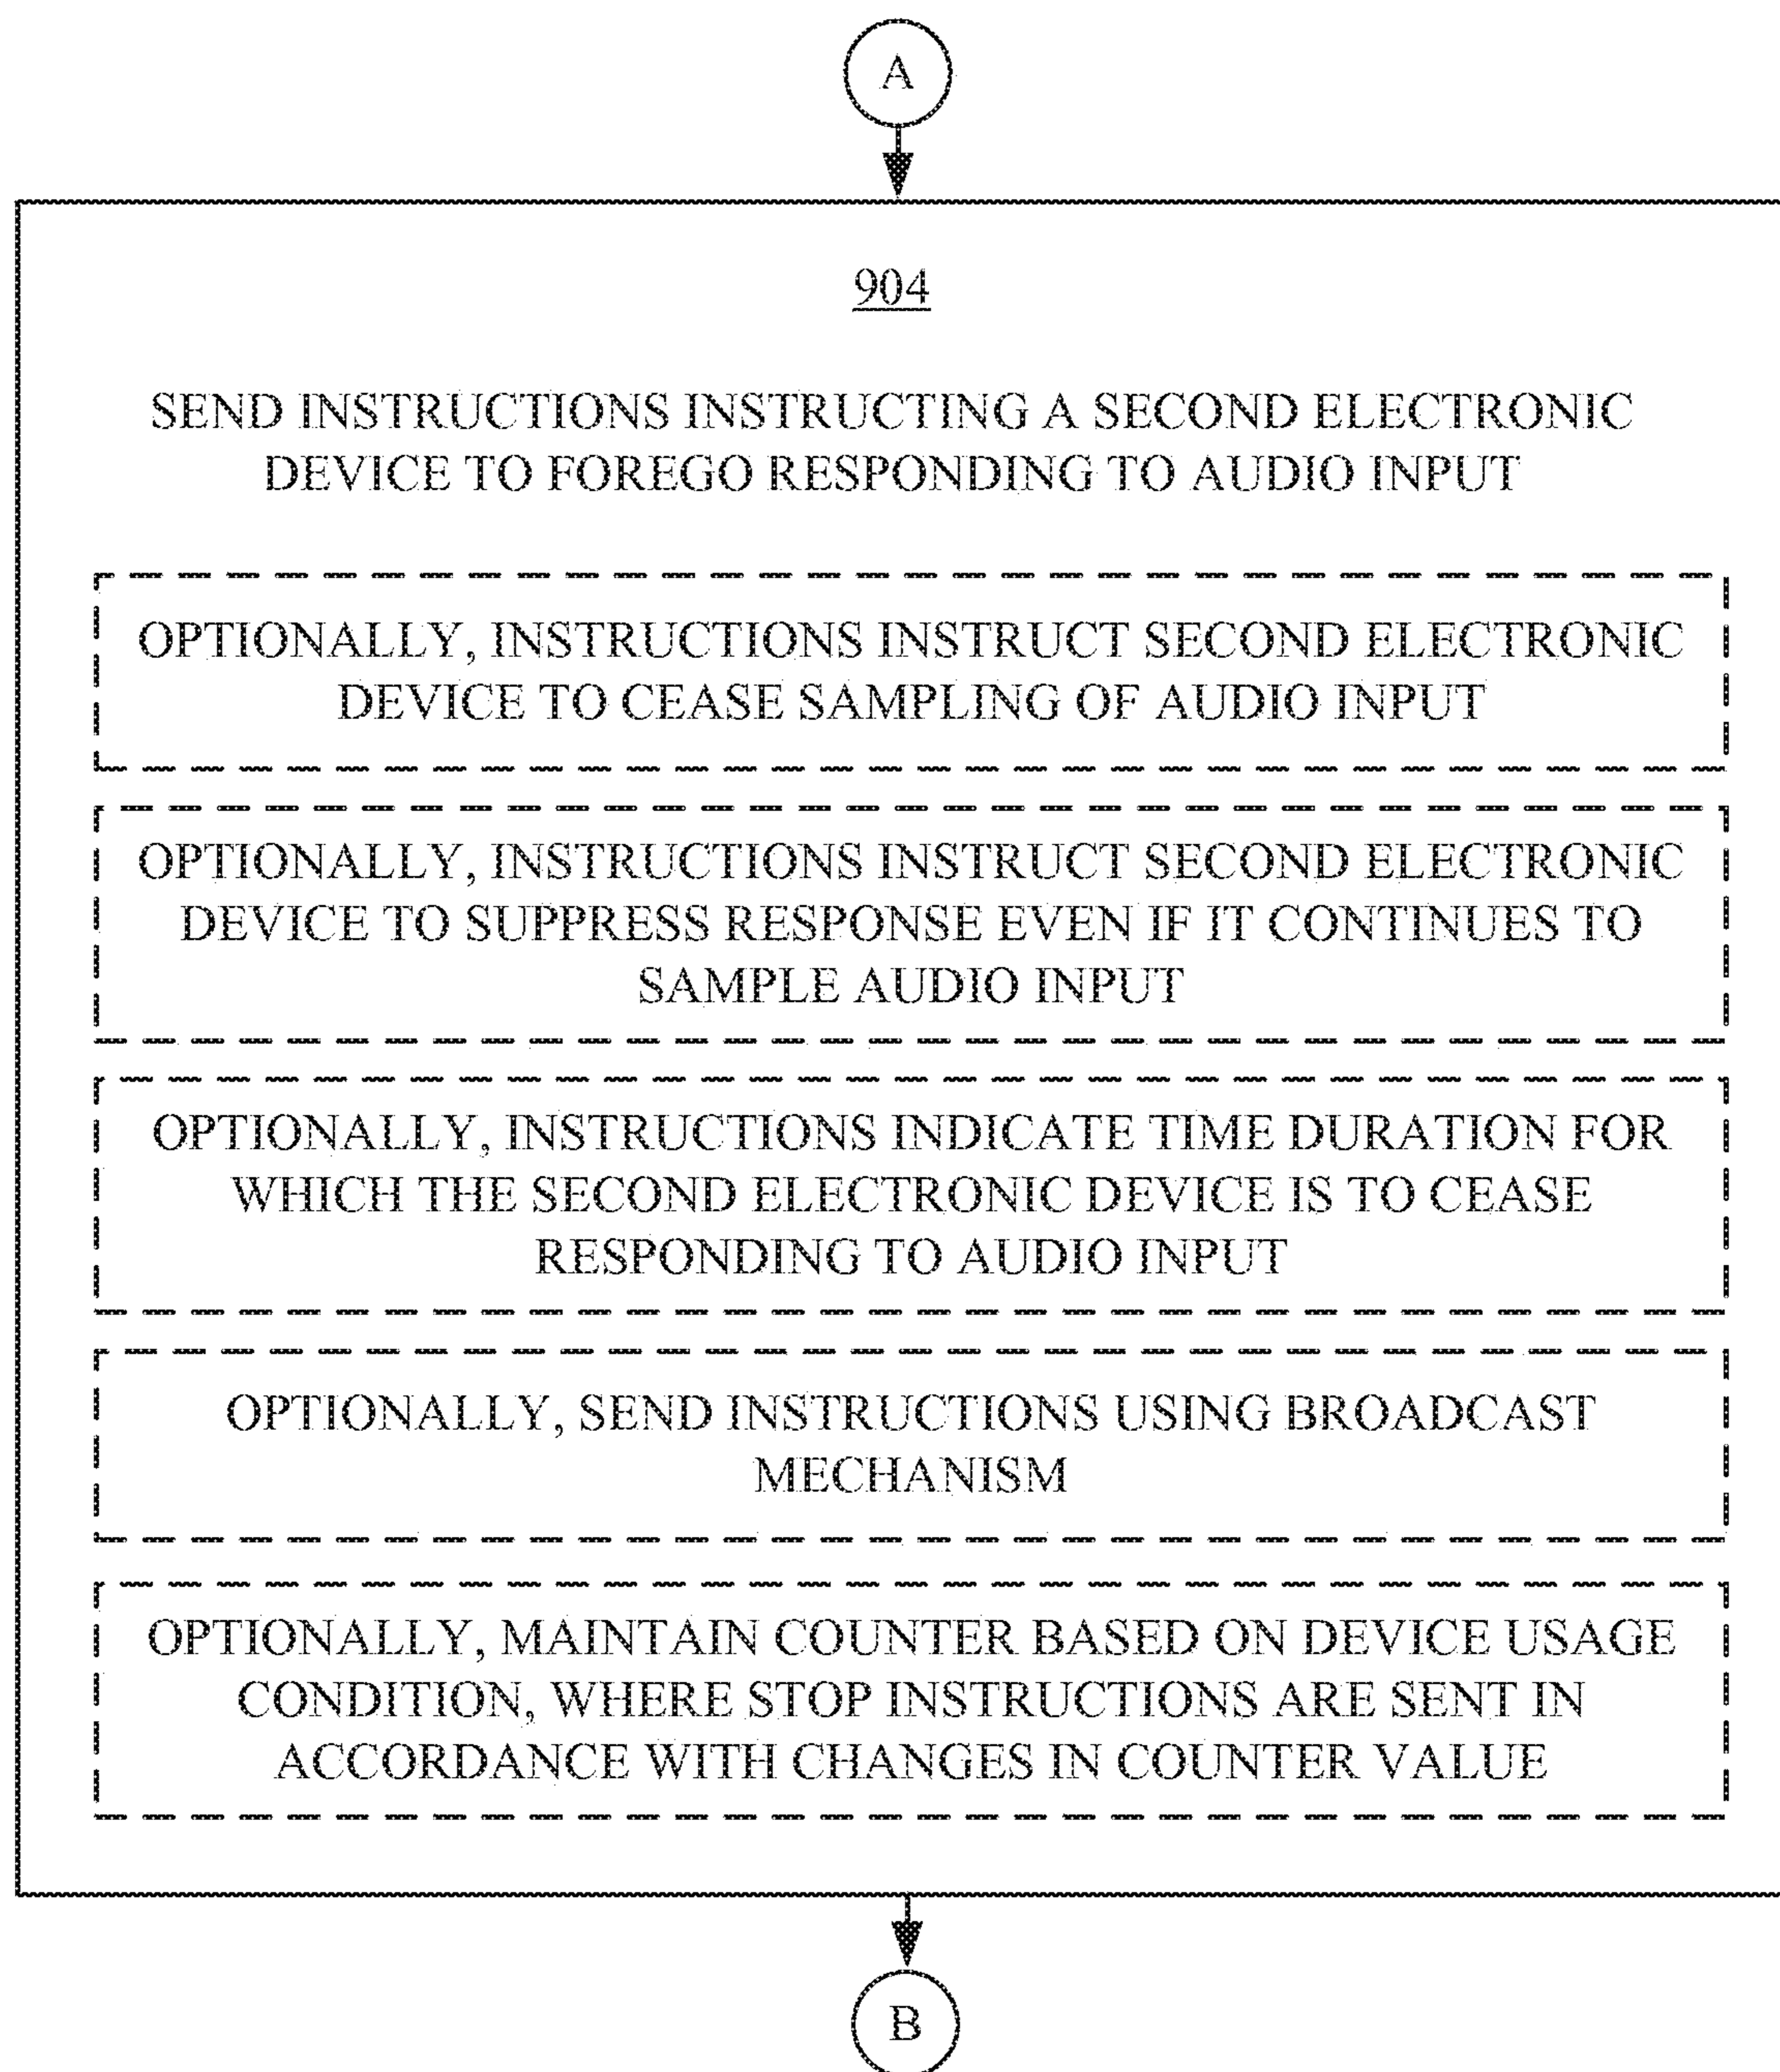 A
904
SEND INSTRUCTIONS INSTRUCTING A SECOND ELECTRONIC
DEVICE TO FOREGO RESPONDING TO AUDIO INPUT
OPTIONALLY, INSTRUCTIONS INSTRUCT SECOND ELECTRONIC
DEVICE TO CEASE SAMPLING OF AUDIO INPUT
OPTIONALLY, INSTRUCTIONS INSTRUCT SECOND ELECTRONIC
DEVICE TO SUPPRESS RESPONSE EVEN IF IT CONTINUES TO
SAMPLE AUDIO INPUT
OPTIONALLY, INSTRUCTIONS INDICATE TIME DURATION FOR
WHICH THE SECOND ELECTRONIC DEVICE IS TO CEASE
RESPONDING TO AUDIO INPUT
OPTIONALLY, SEND INSTRUCTIONS USING BROADCAST
MECHANISM
OPTIONALLY, MAINTAIN COUNTER BASED ON DEVICE USAGE
CONDITION, WHERE STOP INSTRUCTIONS ARE SENT IN
ACCORDANCE WITH CHANGES IN COUNTER VALUE
B